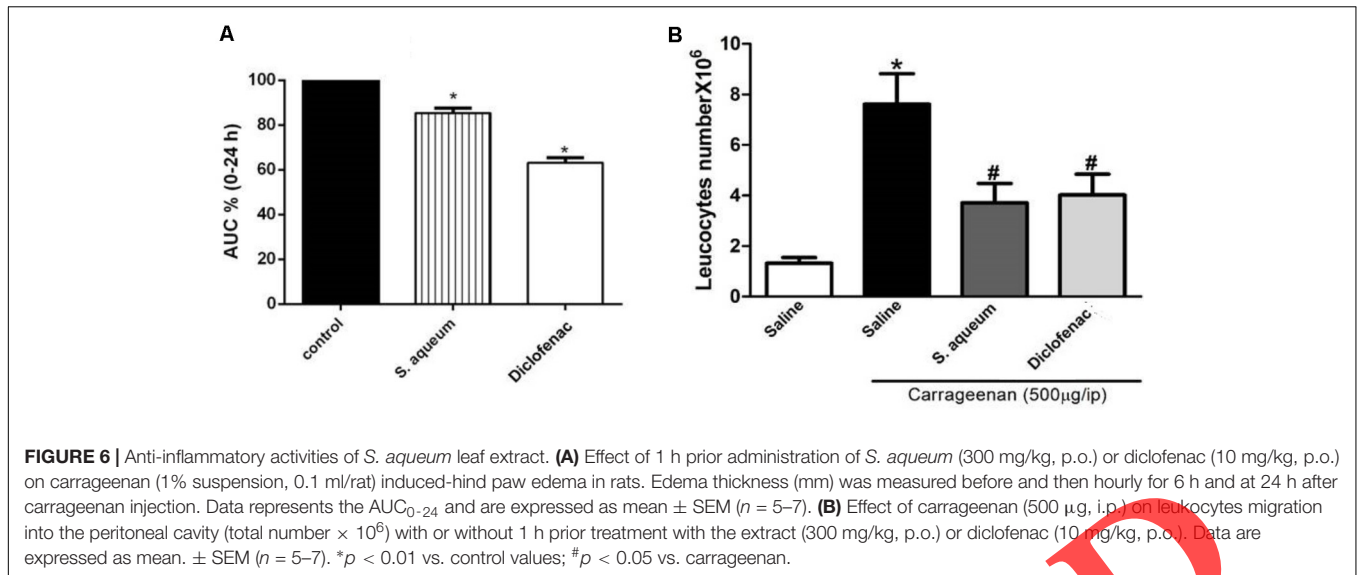 A
B
AUC % (0-24 h)
100
80
60
40
20
0
*
*
control
S. aqueum
Diclofenac
Leucocytes numberX10⁶
10
8
6
4
2
0
*
#
#
Saline
Saline
S. aqueum
Diclofenac
Carrageenan (500µg/ip)
FIGURE 6 | Anti-inflammatory activities of S. aqueum leaf extract. (A) Effect of 1 h prior administration of S. aqueum (300 mg/kg, p.o.) or diclofenac (10 mg/kg, p.o.)
on carrageenan (1% suspension, 0.1 ml/rat) induced-hind paw edema in rats. Edema thickness (mm) was measured before and then hourly for 6 h and at 24 h after
carrageenan injection. Data represents the AUC₀₋₂₄ and are expressed as mean ± SEM (n = 5–7). (B) Effect of carrageenan (500 µg, i.p.) on leukocytes migration
into the peritoneal cavity (total number × 10⁶) with or without 1 h prior treatment with the extract (300 mg/kg, p.o.) or diclofenac (10 mg/kg, p.o.). Data are
expressed as mean. ± SEM (n = 5–7). *p < 0.01 vs. control values; #p < 0.05 vs. carrageenan.